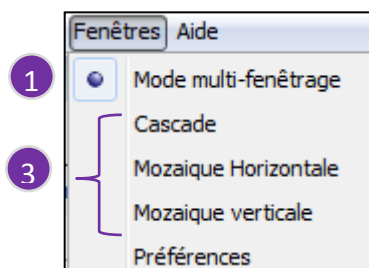 Fenêtres Aide
1 Mode multi-fenêtrage
Cascade
3 Mozaique Horizontale
Mozaique verticale
Préférences